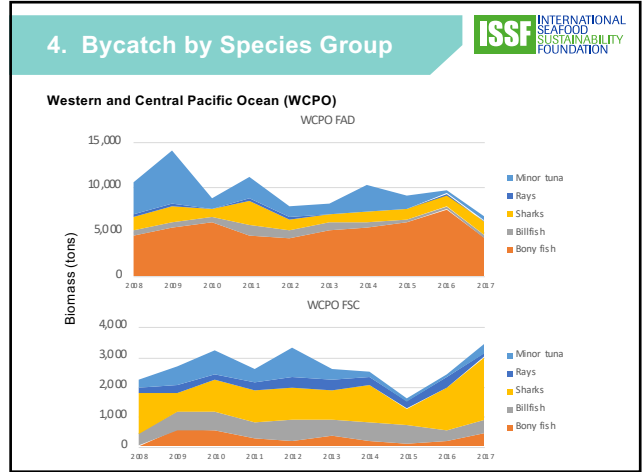 4. Bycatch by Species Group
ISSF INTERNATIONAL
SEAFOOD
SUSTAINABILITY
FOUNDATION
Western and Central Pacific Ocean (WCPO)
WCPO FAD
15,000
10,000
5,000
0
2008 2009 2010 2011 2012 2013 2014 2015 2016 2017
Minor tuna
Rays
Sharks
Billfish
Bony fish
Biomass (tons)
WCPO FSC
4,000
3,000
2,000
1,000
0
2008 2009 2010 2011 2012 2013 2014 2015 2016 2017
Minor tuna
Rays
Sharks
Billfish
Bony fish